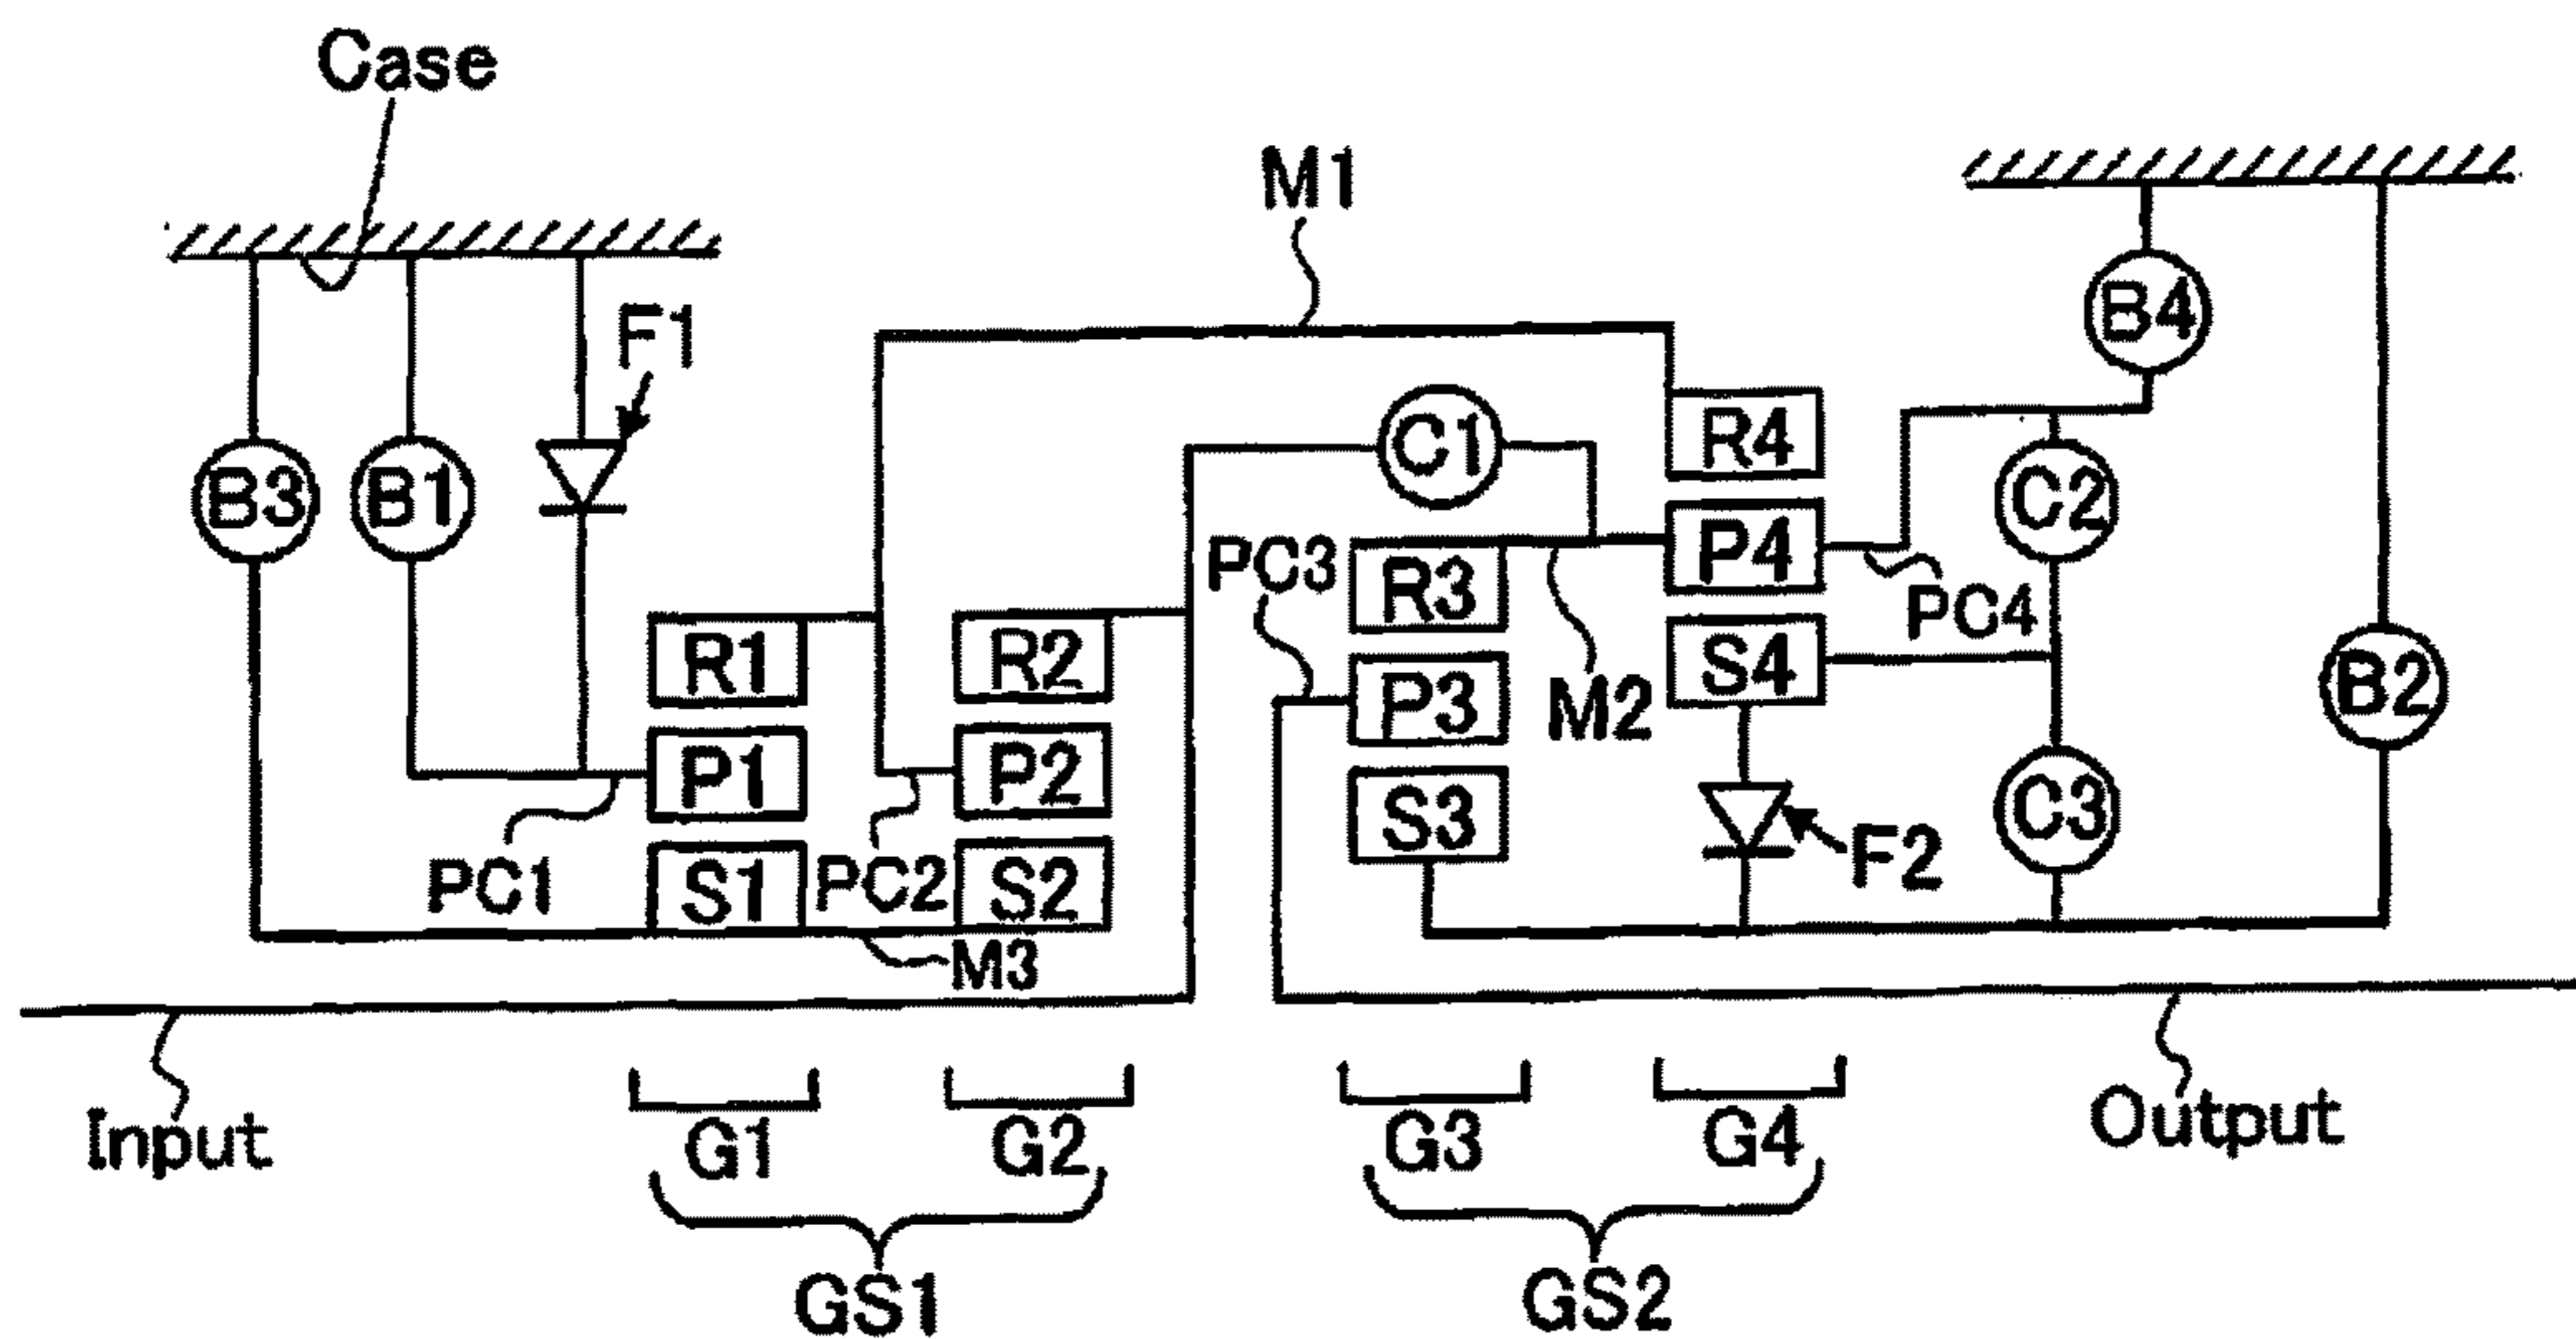 Case
M1
F1
B4
B3
B1
C1
R4
C2
P4
PC3
R3
PC4
R1
R2
S4
M2
B2
P3
P1
P2
C3
S3
F2
PC1
S1
PC2
S2
M3
Input
G1
G2
G3
G4
Output
GS1
GS2